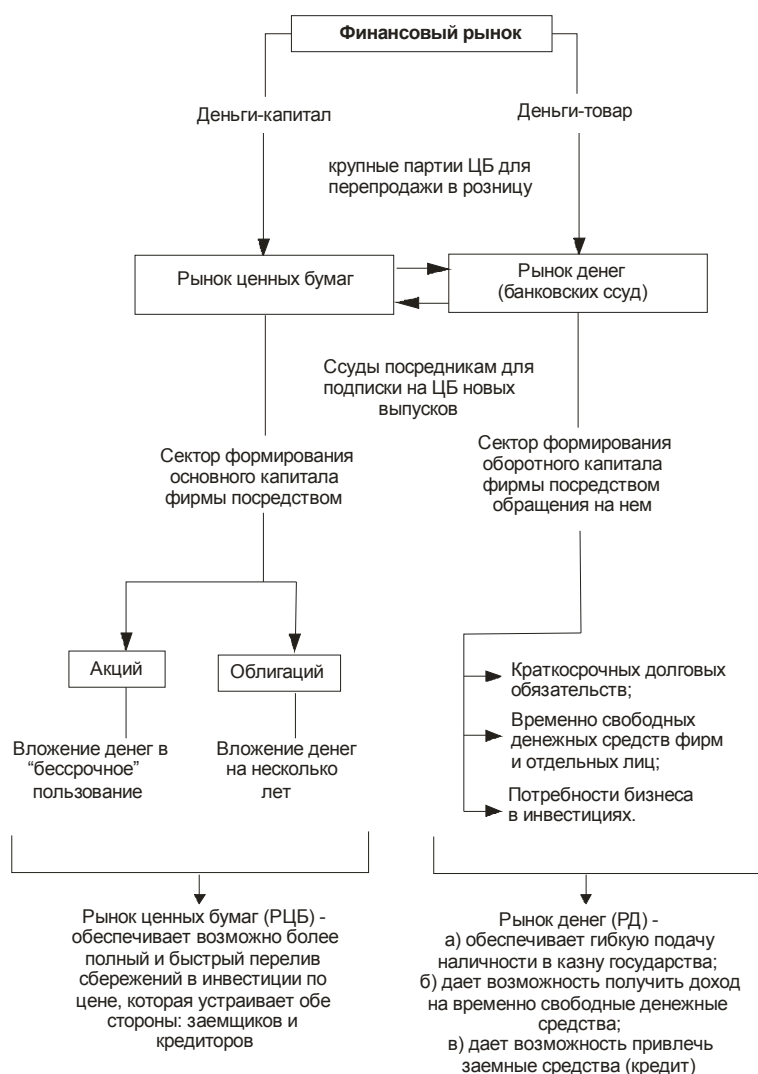 Финансовый рынок
Деньги-капитал
Деньги-товар
крупные партии ЦБ для
перепродажи в розницу
Рынок ценных бумаг
Рынок денег
(банковских ссуд)
Ссуды посредникам для
подписки на ЦБ новых
выпусков
Сектор формирования
основного капитала
фирмы посредством
Сектор формирования
оборотного капитала
фирмы посредством
обращения на нем
Акций
Облигаций
Вложение денег в
“бессрочное”
пользование
Вложение денег
на несколько
лет
Краткосрочных долговых
обязательств;
Временно свободных
денежных средств фирм
и отдельных лиц;
Потребности бизнеса
в инвестициях.
Рынок ценных бумаг (РЦБ) -
обеспечивает возможно более
полный и быстрый перелив
сбережений в инвестиции по
цене, которая устраивает обе
стороны: заемщиков и
кредиторов
Рынок денег (РД) -
а) обеспечивает гибкую подачу
наличности в казну государства;
б) дает возможность получить доход
на временно свободные денежные
средства;
в) дает возможность привлечь
заемные средства (кредит)